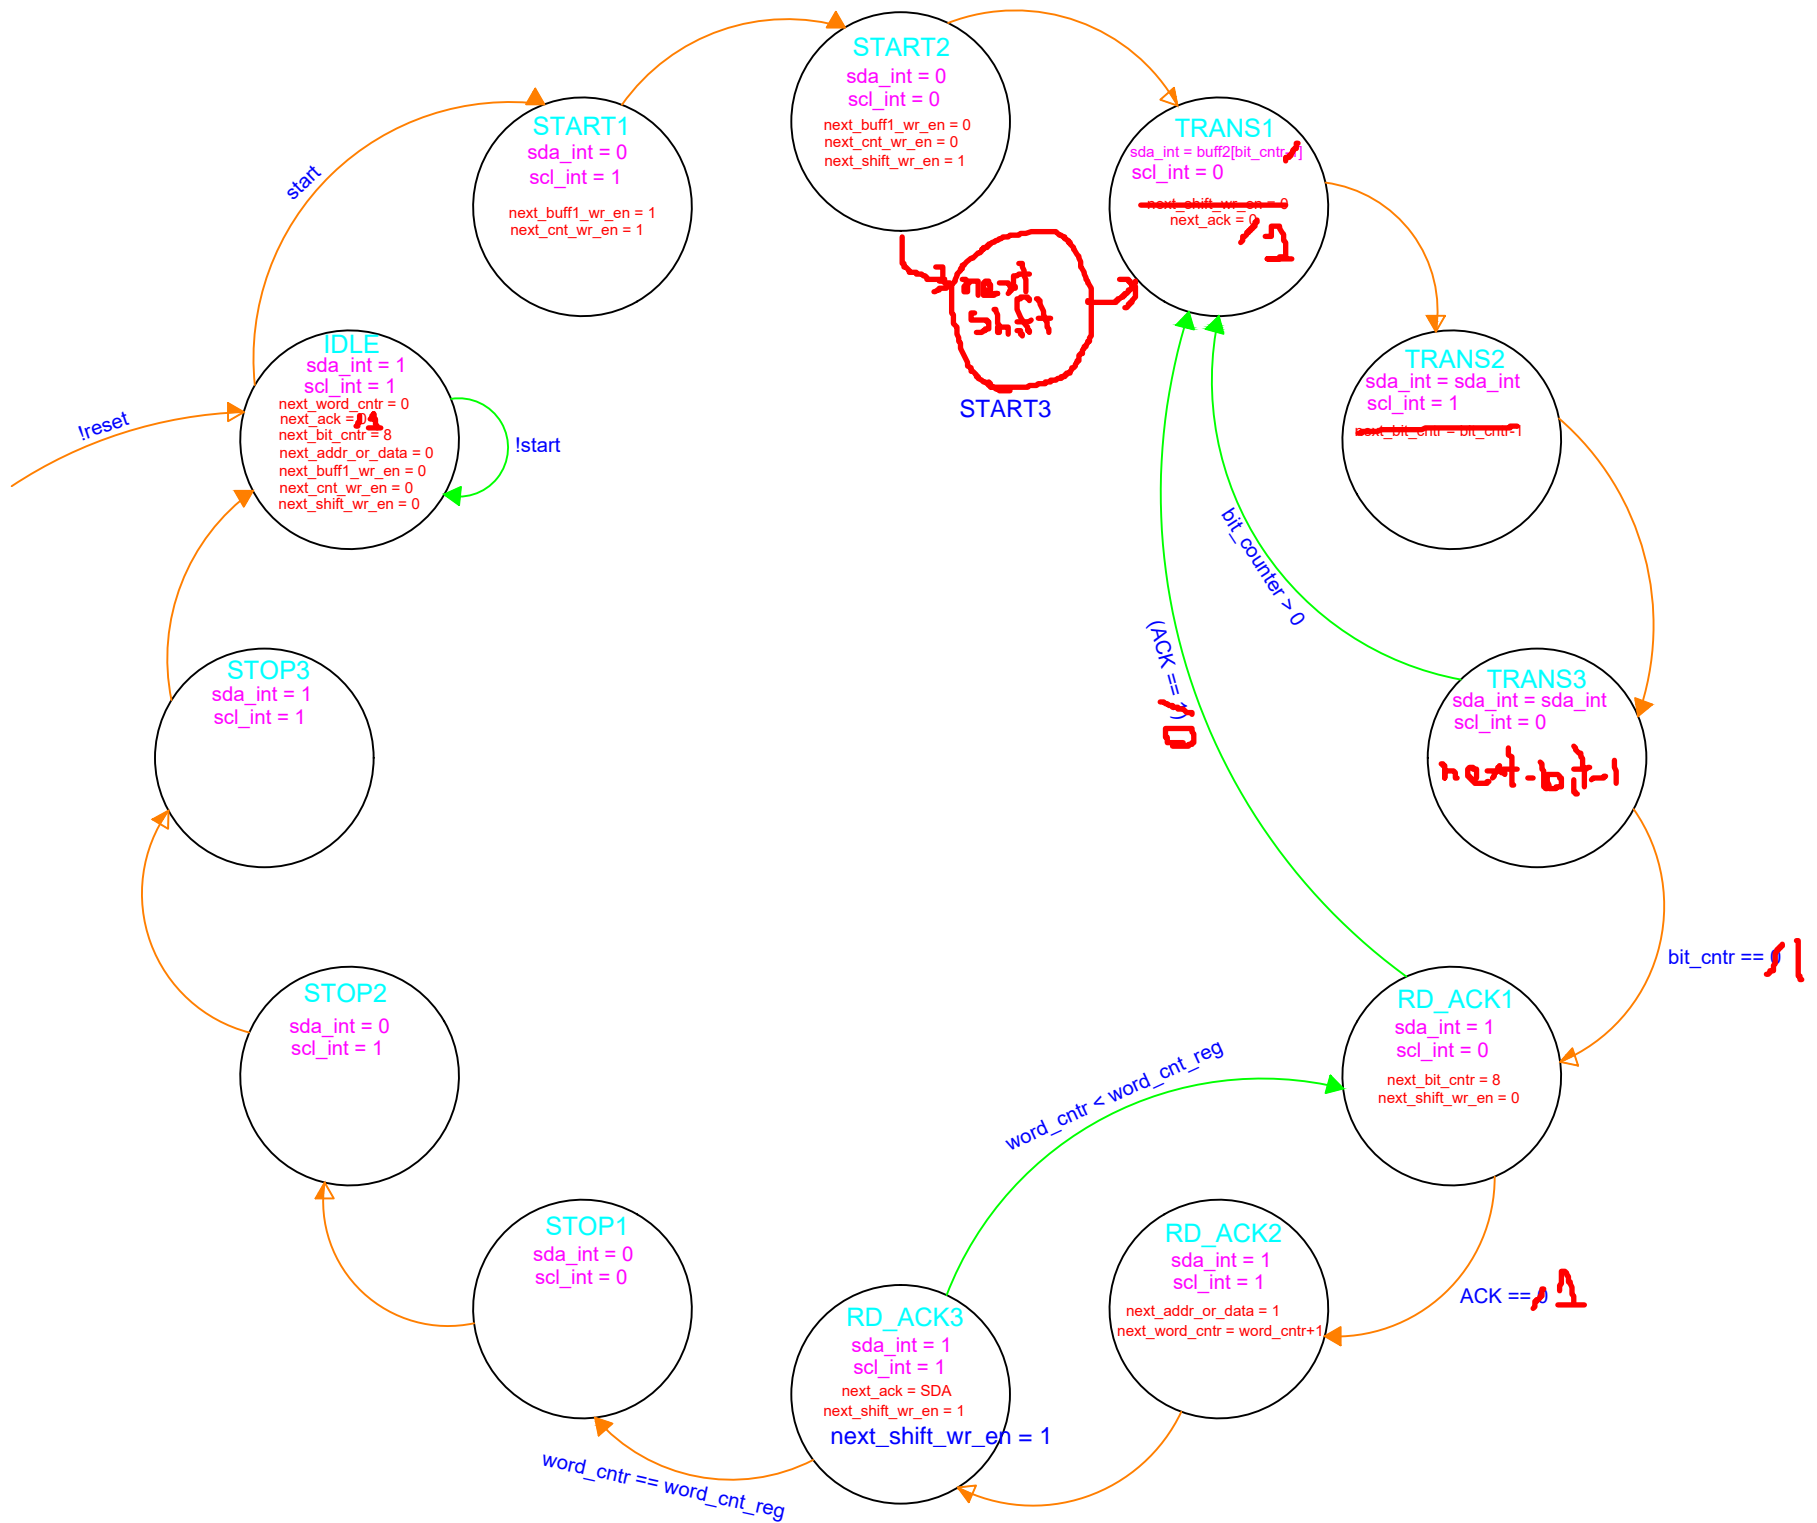 START2
sda_int = 0
scl_int = 0
next_buff1_wr_en = 0
next_cnt_wr_en = 0
next_shift_wr_en = 1
START1
sda_int = 0
scl_int = 1
next_buff1_wr_en = 1
next_cnt_wr_en = 1
TRANS1
sda_int = buff2[bit_cntr-1]
scl_int = 0
next_shift_wr_en = 0
next_ack = 0
1
start
next
shift
START3
!reset
IDLE
sda_int = 1
scl_int = 1
next_word_cntr = 0
next_ack = 0 1
next_bit_cntr = 8
next_addr_or_data = 0
next_buff1_wr_en = 0
next_cnt_wr_en = 0
next_shift_wr_en = 0
!start
TRANS2
sda_int = sda_int
scl_int = 1
next_bit_cntr = bit_cntr-1
bit_counter > 0
(ACK == 1)
0
TRANS3
sda_int = sda_int
scl_int = 0
next-bit-1
STOP3
sda_int = 1
scl_int = 1
bit_cntr == 0 1
RD_ACK1
sda_int = 1
scl_int = 0
next_bit_cntr = 8
next_shift_wr_en = 0
STOP2
sda_int = 0
scl_int = 1
word_cntr < word_cnt_reg
STOP1
sda_int = 0
scl_int = 0
RD_ACK2
sda_int = 1
scl_int = 1
next_addr_or_data = 1
next_word_cntr = word_cntr+1
ACK == 0 1
RD_ACK3
sda_int = 1
scl_int = 1
next_ack = SDA
next_shift_wr_en = 1
next_shift_wr_en = 1
word_cntr == word_cnt_reg